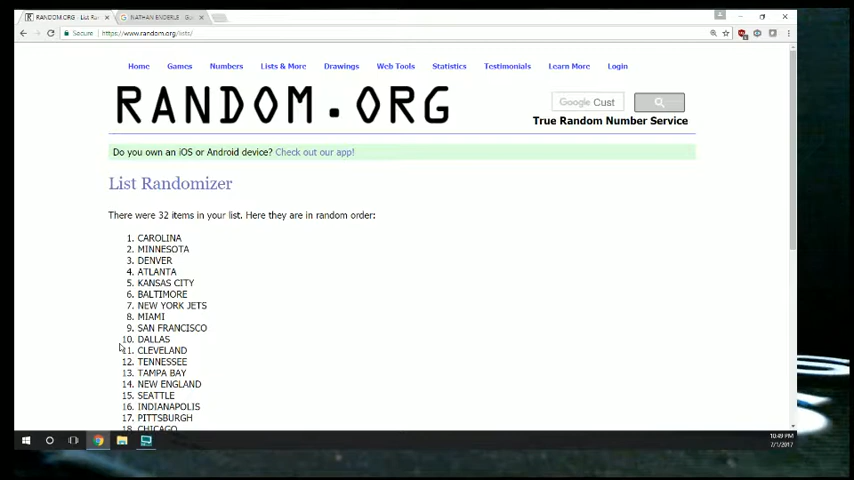 RANDOM.ORG - List Ran
NATHAN ENDERLE - Go
Secure https://www.random.org/lists/
Home Games Numbers Lists & More Drawings Web Tools Statistics Testimonials Learn More Login
RANDOM.ORG
Google Cust
True Random Number Service
Do you own an iOS or Android device? Check out our app!
List Randomizer
There were 32 items in your list. Here they are in random order:
1. CAROLINA
2. MINNESOTA
3. DENVER
4. ATLANTA
5. KANSAS CITY
6. BALTIMORE
7. NEW YORK JETS
8. MIAMI
9. SAN FRANCISCO
10. DALLAS
11. CLEVELAND
12. TENNESSEE
13. TAMPA BAY
14. NEW ENGLAND
15. SEATTLE
16. INDIANAPOLIS
17. PITTSBURGH
18. CHICAGO
10:49 PM
7/1/2017